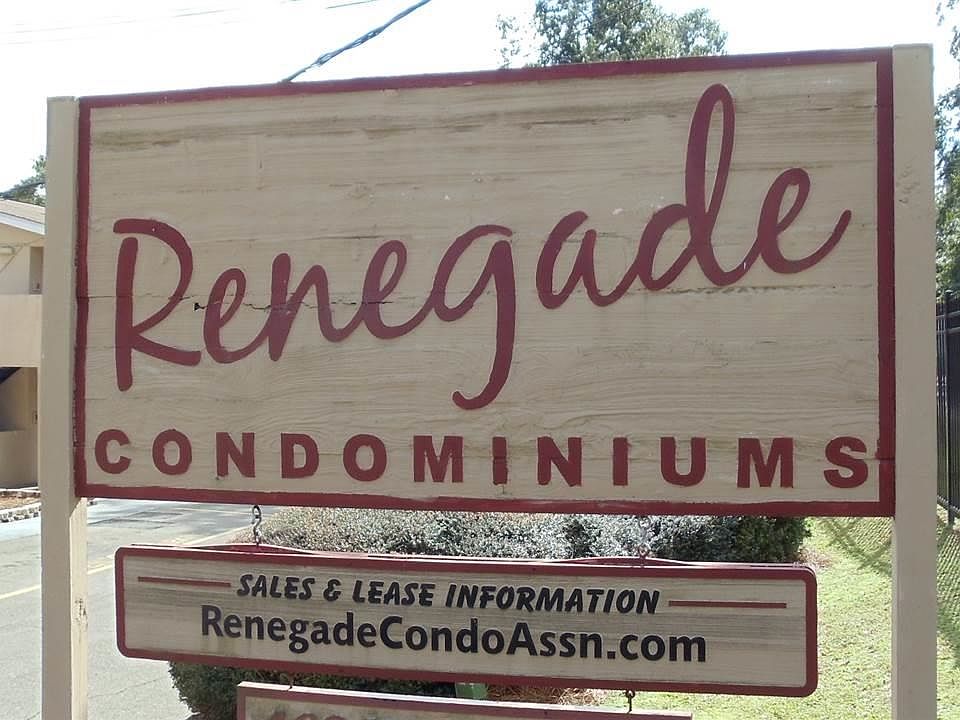 Renegade
CONDOMINIUMS
SALES & LEASE INFORMATION
RenegadeCondoAssn.com